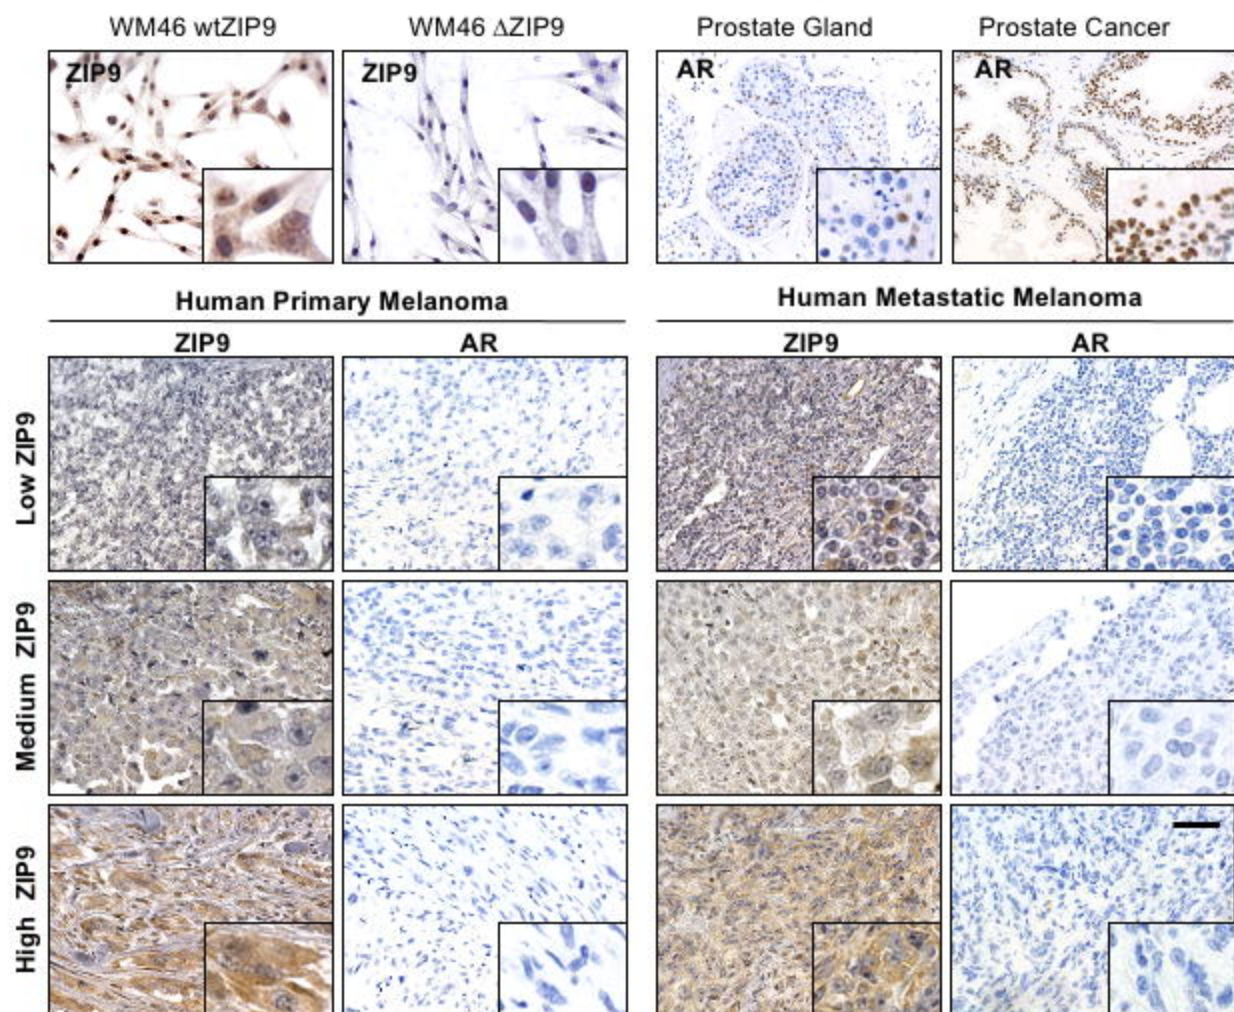 WM46 wtZIP9 WM46 ΔZIP9 Prostate Gland Prostate Cancer
ZIP9 ZIP9 AR AR
Human Primary Melanoma Human Metastatic Melanoma
ZIP9 AR ZIP9 AR
Low ZIP9
Medium ZIP9
High ZIP9